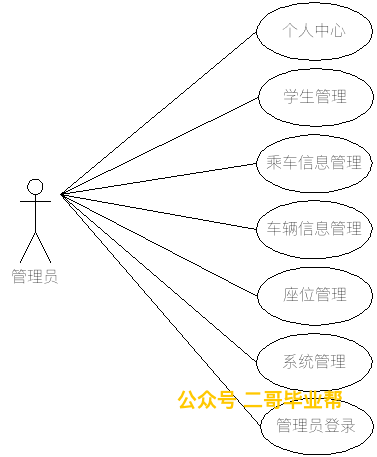 个人中心
学生管理
乘车信息管理
车辆信息管理
管理员
座位管理
系统管理
公众号 二哥毕业帮
管理员登录